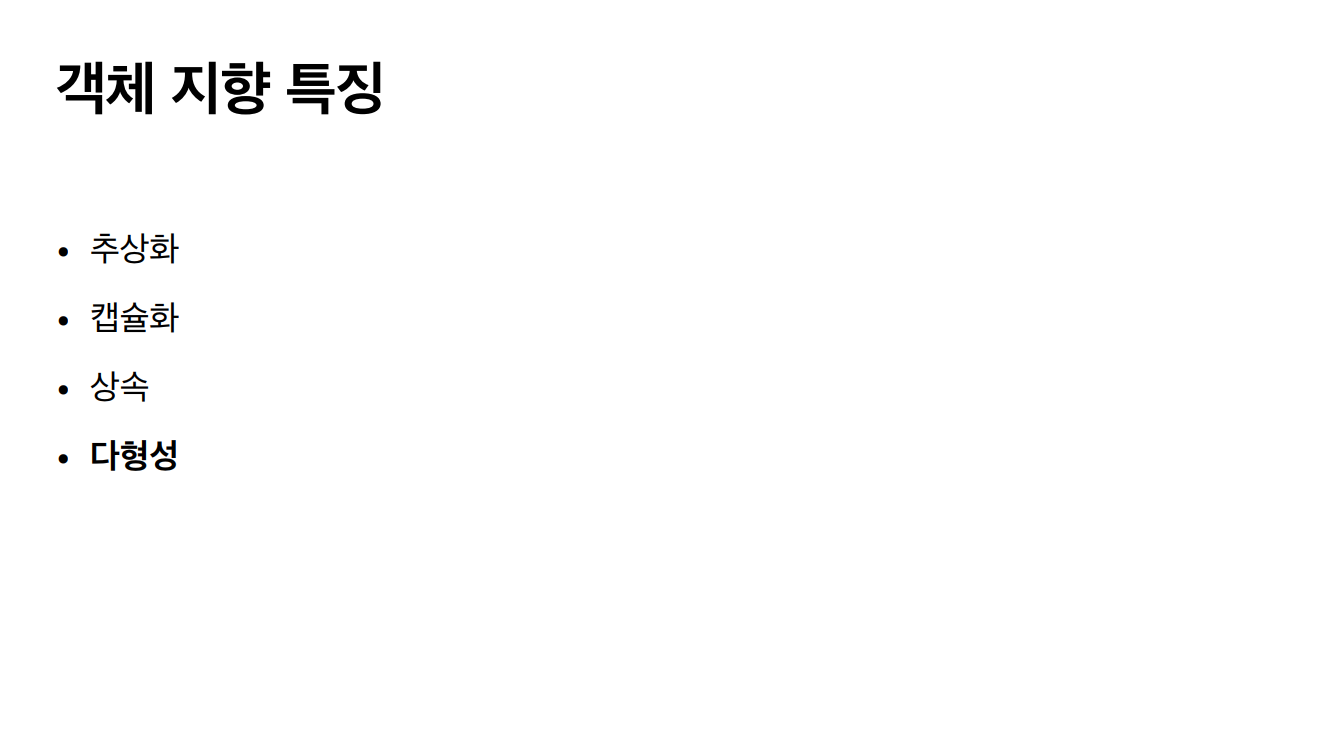 객체 지향 특징
• 추상화
• 캡슐화
• 상속
• 다형성